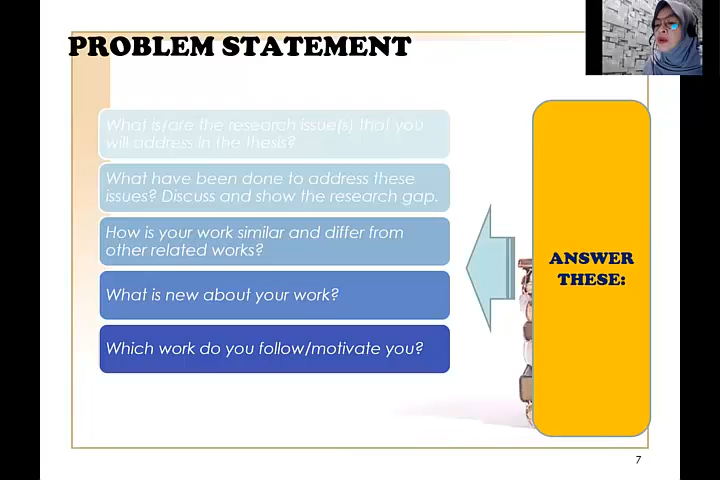 PROBLEM STATEMENT
What is/are the research issue(s) that you
will address in the thesis?
What have been done to address these
issues? Discuss and show the research gap.
How is your work similar and differ from
other related works?
What is new about your work?
Which work do you follow/motivate you?
ANSWER
THESE:
7